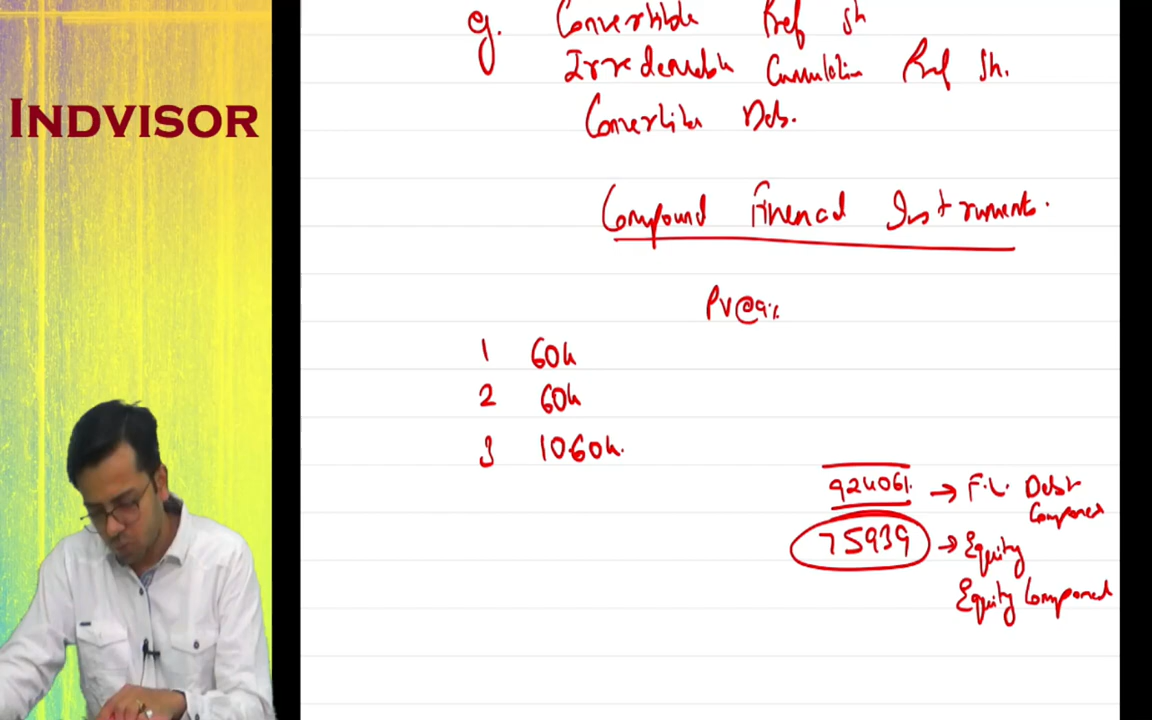 INDVISOR
eg. Convertible Pref sh
Irredeemable Cumulative Pref Sh.
Convertible Deb.
Compound Financial Instruments.
PV@9%
1 60k
2 60k
3 1060k.
924061. → F.L. Debt Component
75939 → Equity
Equity Component